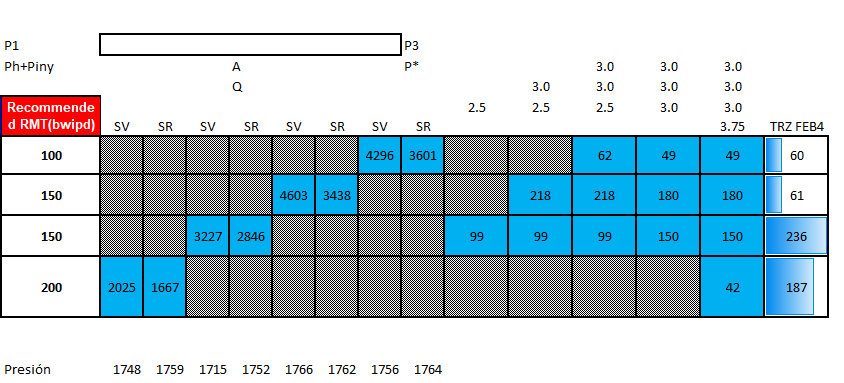 P1 P3
Ph+Piny A P* 3.0 3.0 3.0
Q 3.0 3.0 3.0 3.0
Recommende 2.5 2.5 2.5 3.0 3.0
d RMT(bwipd) SV SR SV SR SV SR SV SR 3.75 TRZ FEB4
100 4296 3601 62 49 49 60
150 4603 3438 218 218 180 180 61
150 3227 2846 99 99 99 150 150 236
200 2025 1667 42 187
Presión 1748 1759 1715 1752 1766 1762 1756 1764